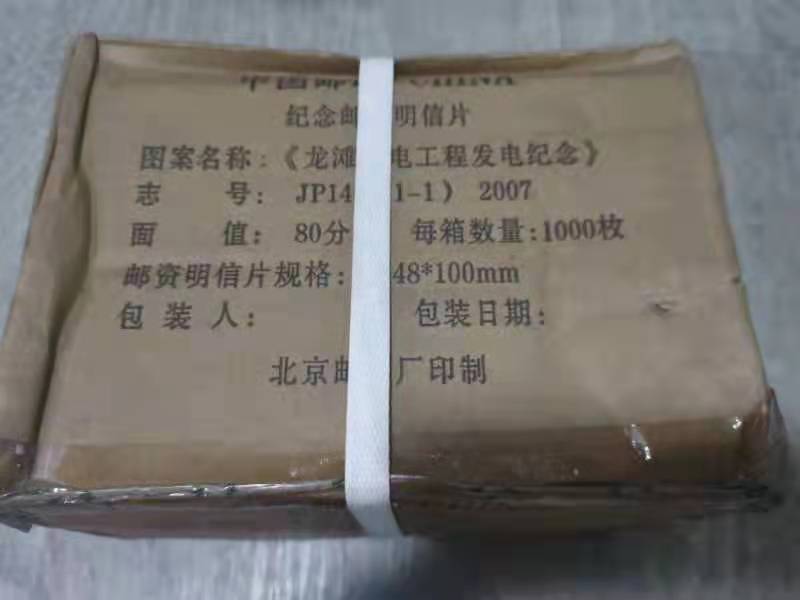 中国邮 CHINA
纪念邮 明信片
图案名称:《龙滩 电工程发电纪念》
志 号: JP14 1-1) 2007
面 值: 80分 每箱数量:1000枚
邮资明信片规格: 48*100mm
包 装 人: 包装日期:
北京邮 厂印制